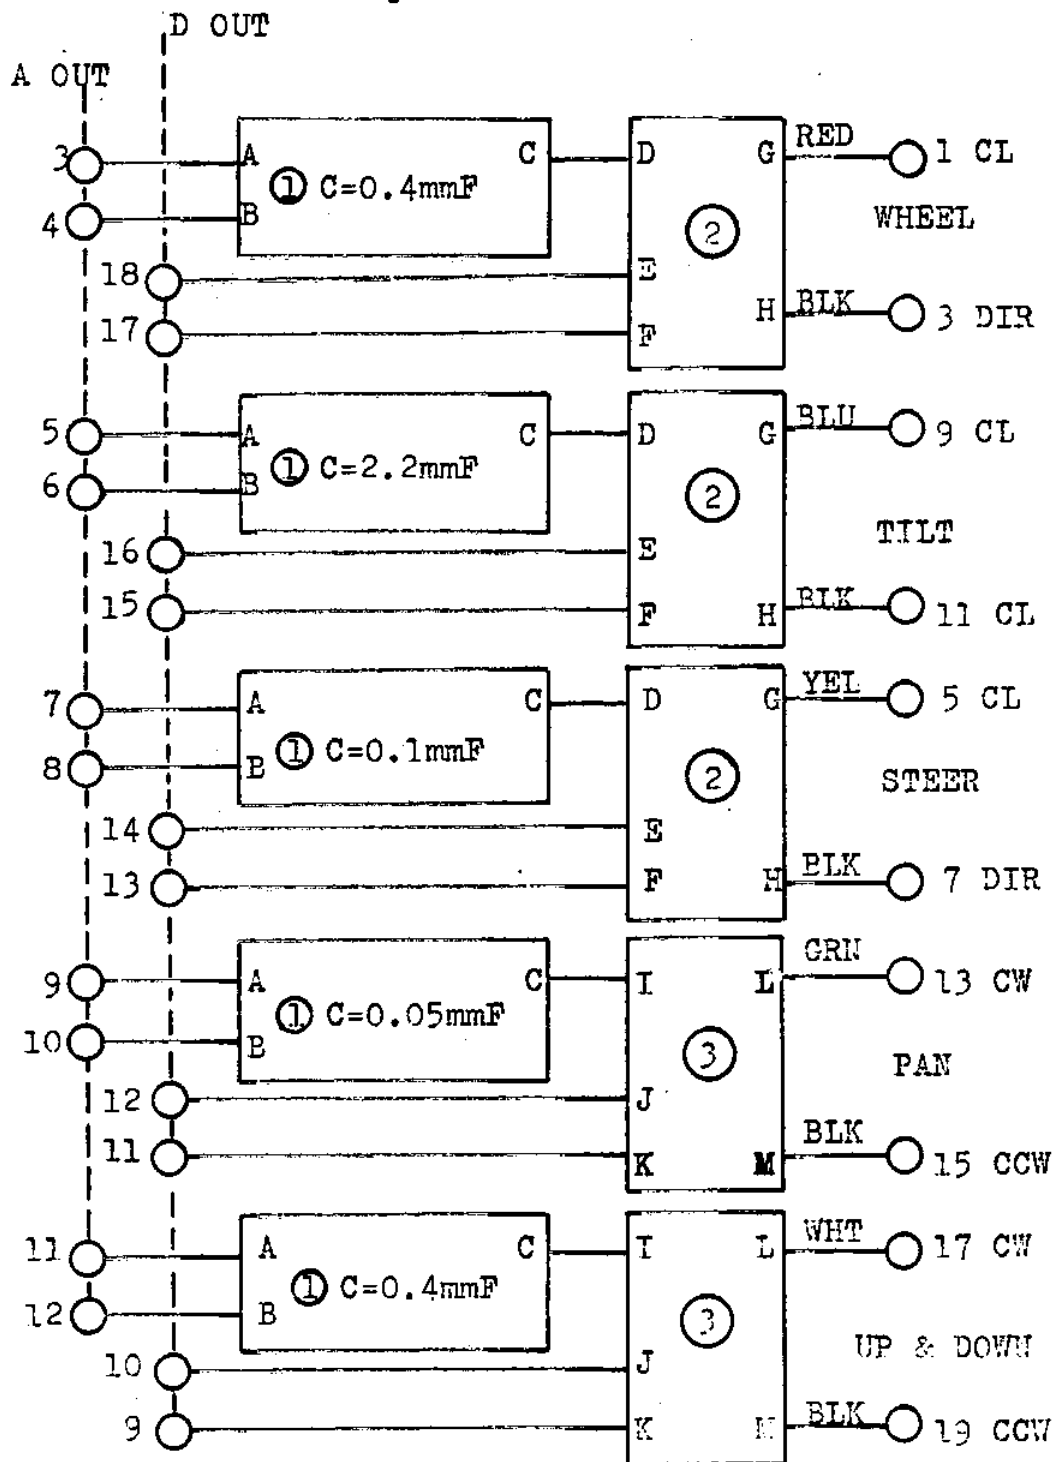 D OUT
A OUT
3 A C D G RED 1 CL
① C=0.4mmF
4 B ② WHEEL
18 E
H BLK 3 DIR
17 F
5 A C D G BLU 9 CL
① C=2.2mmF
6 B ② TILT
16 E
15 F H BLK 11 CL
7 A C D G YEL 5 CL
① C=0.1mmF
8 B ② STEER
14 E
13 F H BLK 7 DIR
9 A C I L GRN 13 CW
① C=0.05mmF
10 B ③ PAN
12 J
11 K M BLK 15 CCW
11 A C I L WHT 17 CW
① C=0.4mmF
12 B ③
UP & DOWN
10 J
9 K M BLK 19 CCW